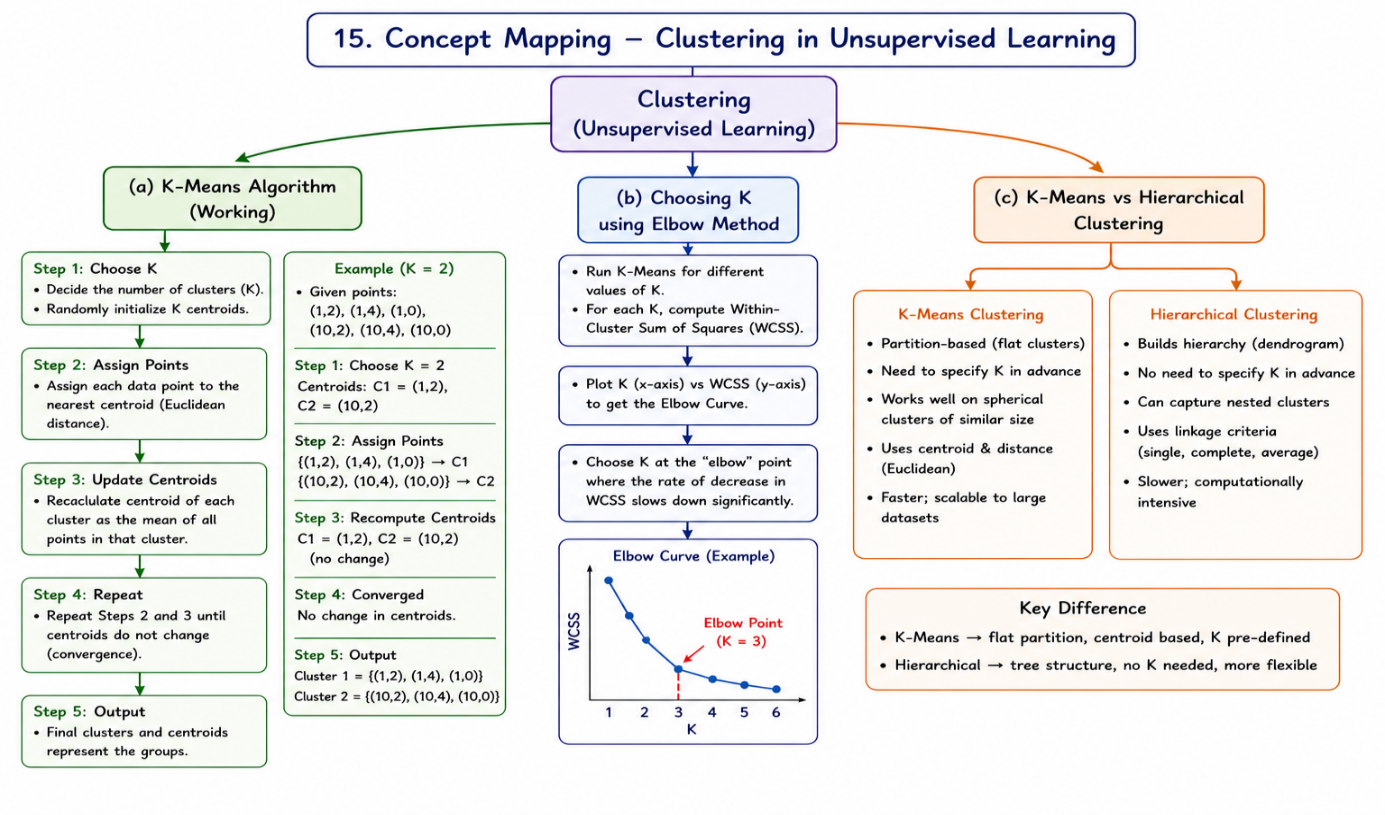 15. Concept Mapping – Clustering in Unsupervised Learning
Clustering
(Unsupervised Learning)
(a) K-Means Algorithm
(Working)
Step 1: Choose K
• Decide the number of clusters (K).
• Randomly initialize K centroids.
Step 2: Assign Points
• Assign each data point to the
nearest centroid (Euclidean
distance).
Step 3: Update Centroids
• Recaclulate centroid of each
cluster as the mean of all
points in that cluster.
Step 4: Repeat
• Repeat Steps 2 and 3 until
centroids do not change
(convergence).
Step 5: Output
• Final clusters and centroids
represent the groups.
Example (K = 2)
• Given points:
(1,2), (1,4), (1,0),
(10,2), (10,4), (10,0)
Step 1: Choose K = 2
Centroids: C1 = (1,2),
C2 = (10,2)
Step 2: Assign Points
{(1,2), (1,4), (1,0)} → C1
{(10,2), (10,4), (10,0)} → C2
Step 3: Recompute Centroids
C1 = (1,2), C2 = (10,2)
(no change)
Step 4: Converged
No change in centroids.
Step 5: Output
Cluster 1 = {(1,2), (1,4), (1,0)}
Cluster 2 = {(10,2), (10,4), (10,0)}
(b) Choosing K
using Elbow Method
• Run K-Means for different
values of K.
• For each K, compute Within-
Cluster Sum of Squares (WCSS).
• Plot K (x-axis) vs WCSS (y-axis)
to get the Elbow Curve.
• Choose K at the “elbow” point
where the rate of decrease in
WCSS slows down significantly.
Elbow Curve (Example)
WCSS
Elbow Point
(K = 3)
1 2 3 4 5 6
K
(c) K-Means vs Hierarchical
Clustering
K-Means Clustering
• Partition-based (flat clusters)
• Need to specify K in advance
• Works well on spherical
clusters of similar size
• Uses centroid & distance
(Euclidean)
• Faster; scalable to large
datasets
Hierarchical Clustering
• Builds hierarchy (dendrogram)
• No need to specify K in advance
• Can capture nested clusters
• Uses linkage criteria
(single, complete, average)
• Slower; computationally
intensive
Key Difference
• K-Means → flat partition, centroid based, K pre-defined
• Hierarchical → tree structure, no K needed, more flexible